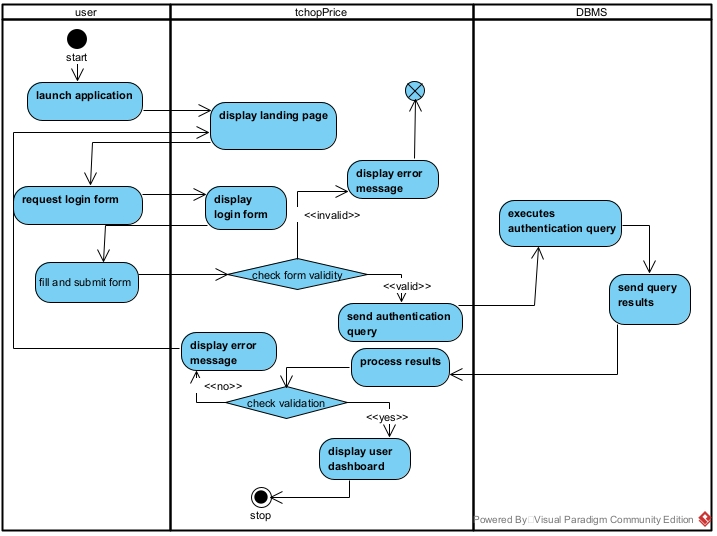 user
tchopPrice
DBMS
start
launch application
display landing page
display error
message
request login form
display
login form
<<invalid>>
executes
authentication query
fill and submit form
check form validity
<<valid>>
send query
results
send authentication
query
display error
message
process results
<<no>>
check validation
<<yes>>
display user
dashboard
stop
Powered By Visual Paradigm Community Edition